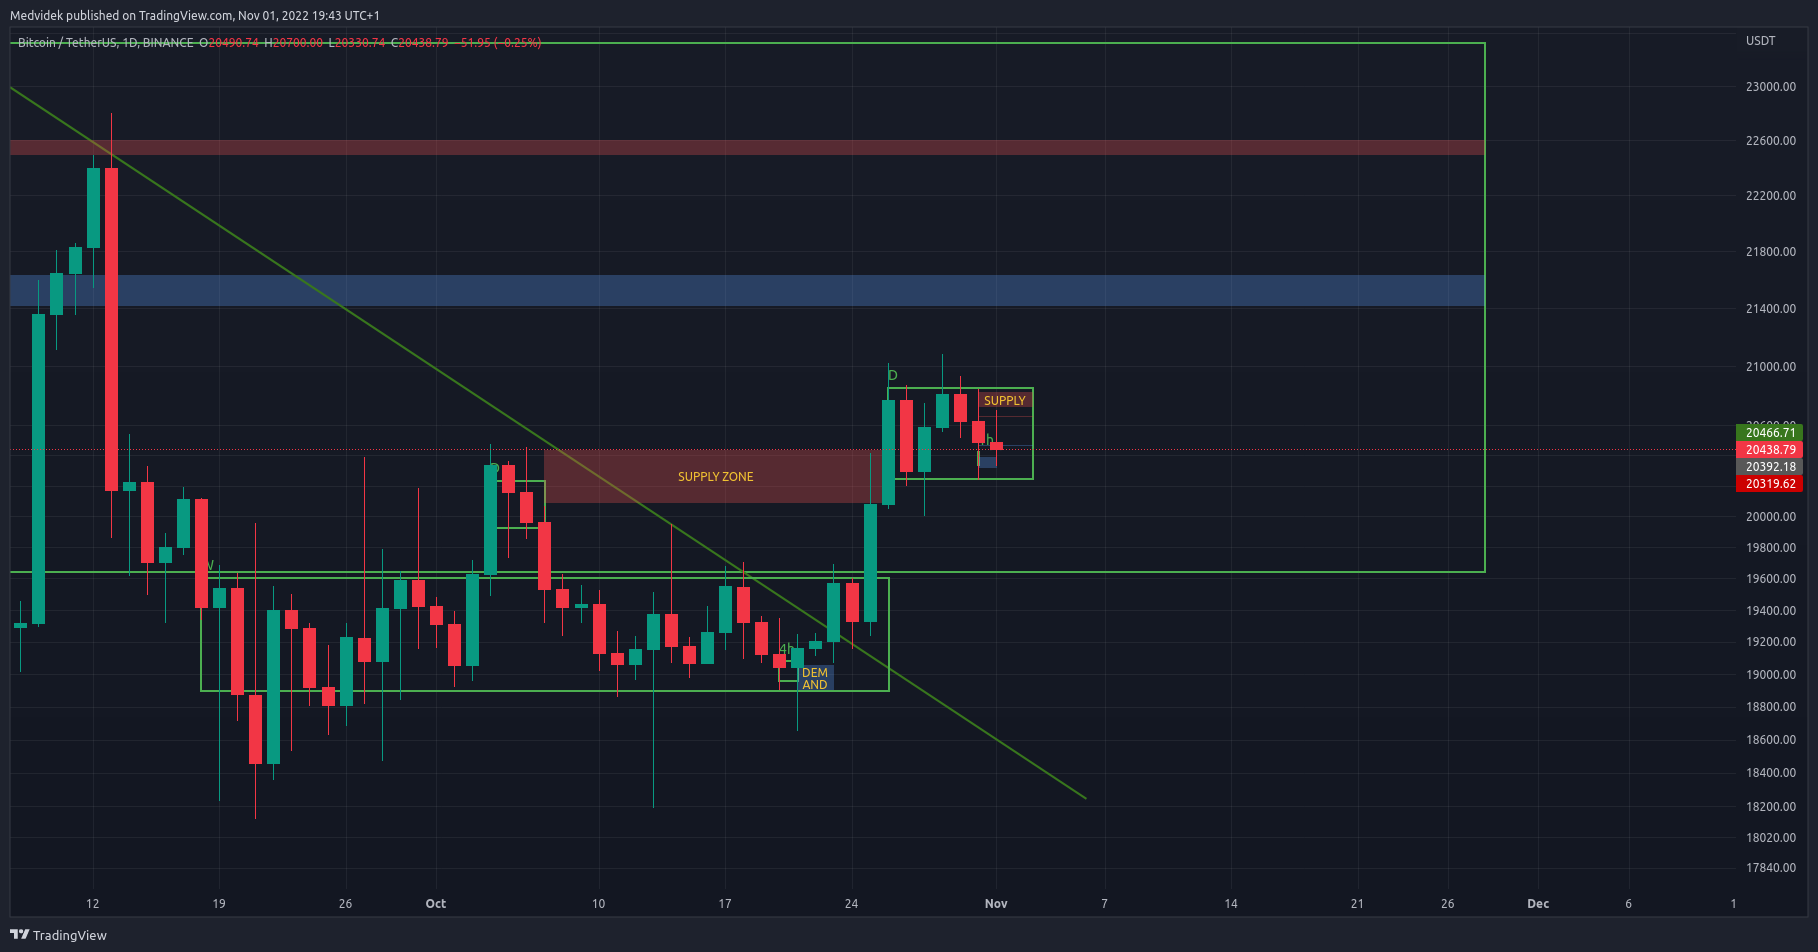 Medvidek published on TradingView.com, Nov 01, 2022 19:43 UTC+1
Bitcoin / TetherUS, 1D, BINANCE O20490.74 H20700.00 L20330.74 C20438.79 −51.95 (−0.25%)
USDT
23000.00
22600.00
22200.00
21800.00
21400.00
21000.00
D
SUPPLY
20466.71
h
20438.79
20392.18
D
SUPPLY ZONE
20319.62
20000.00
19800.00
19600.00
19400.00
19200.00
4h
19000.00
DEM
AND
18800.00
18600.00
18400.00
18200.00
18020.00
17840.00
12 19 26 Oct 10 17 24 Nov 7 14 21 26 Dec 6 1
TradingView